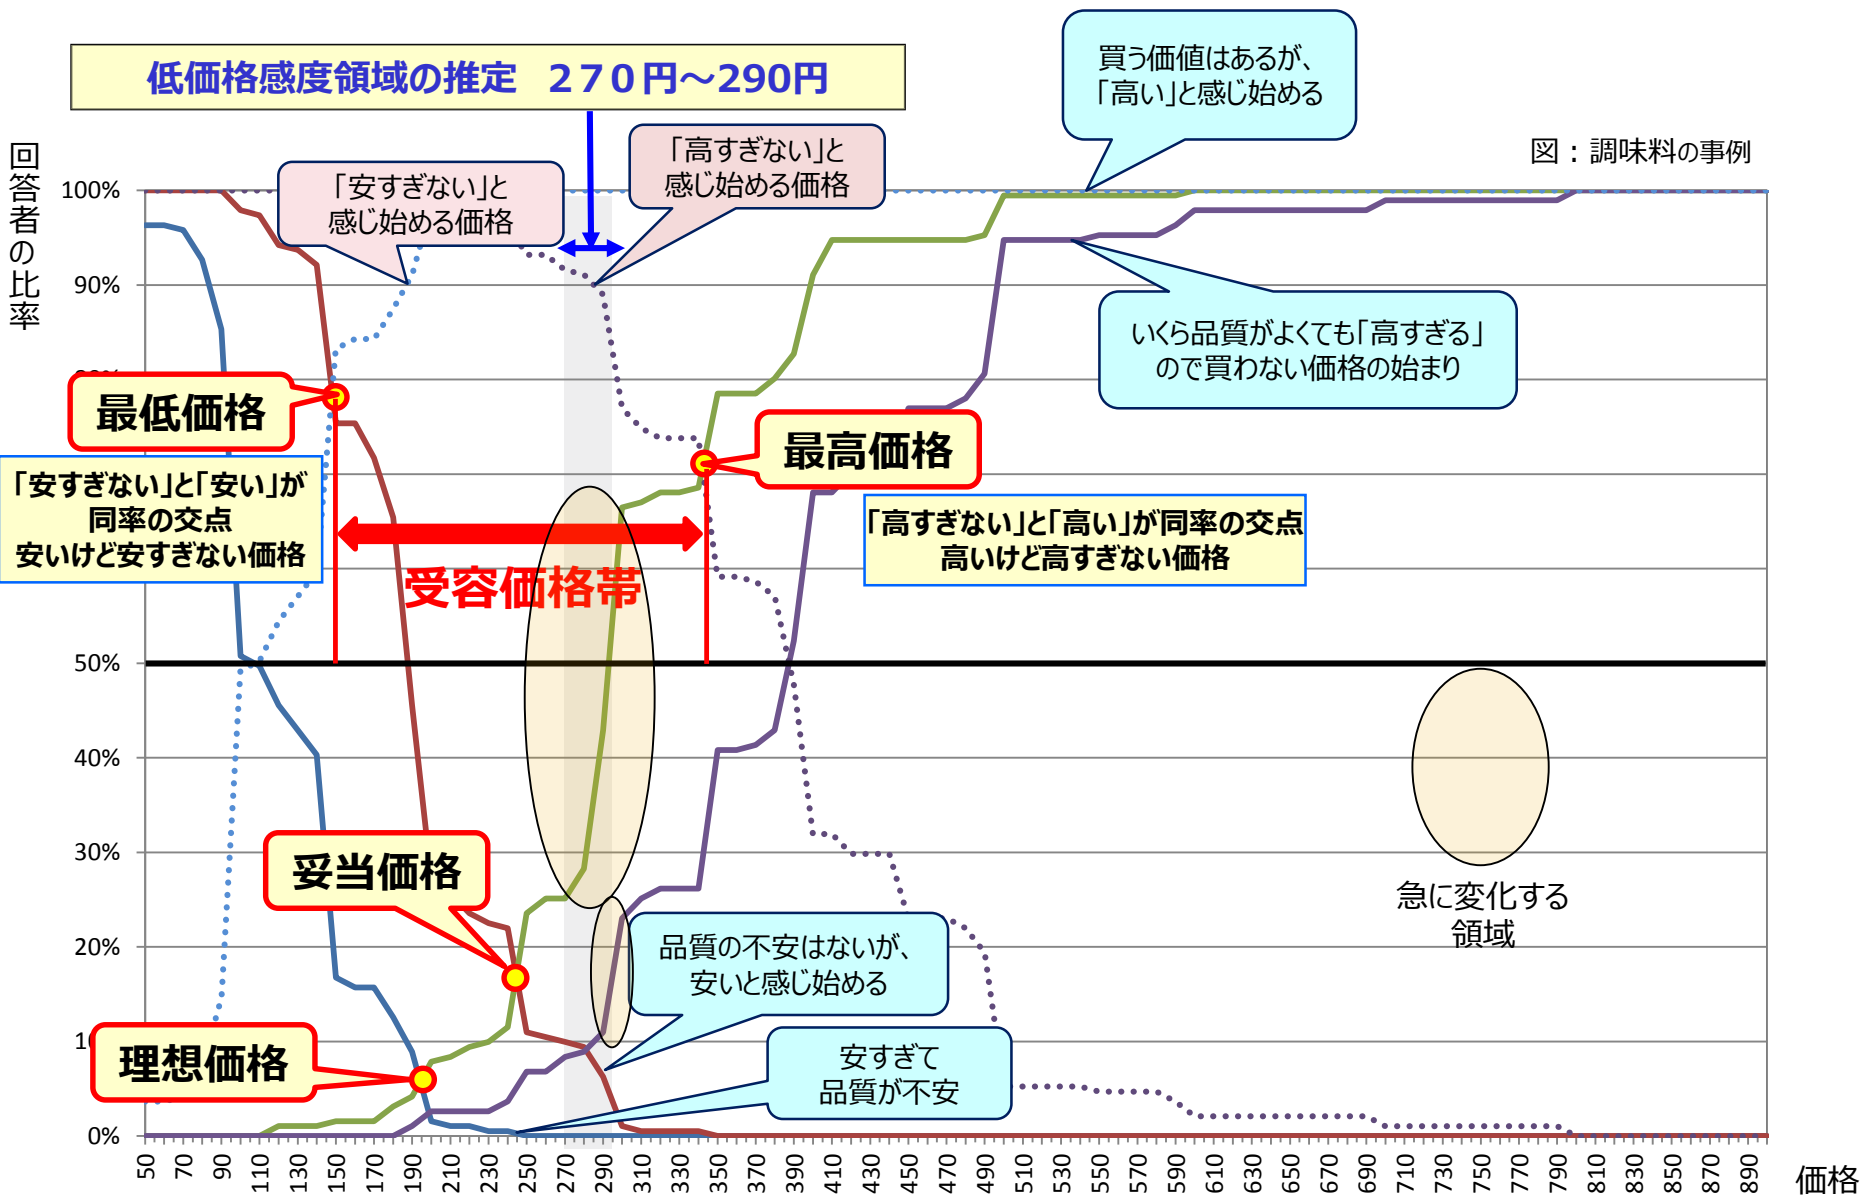 低価格感度領域の推定　２７０円～290円
買う価値はあるが、
「高い」と感じ始める
図：調味料の事例
回答者の比率
「安すぎない」と
感じ始める価格
「高すぎない」と
感じ始める価格
いくら品質がよくても「高すぎる」
ので買わない価格の始まり
最低価格
「安すぎない」と「安い」が
同率の交点
安いけど安すぎない価格
最高価格
「高すぎない」と「高い」が同率の交点
高いけど高すぎない価格
受容価格帯
妥当価格
理想価格
品質の不安はないが、
安いと感じ始める
安すぎて
品質が不安
急に変化する
領域
100%
90%
50%
40%
30%
20%
0%
50 70 90 110 130 150 170 190 210 230 250 270 290 310 330 350 370 390 410 430 450 470 490 510 530 550 570 590 610 630 650 670 690 710 730 750 770 790 810 830 850 870 890
価格